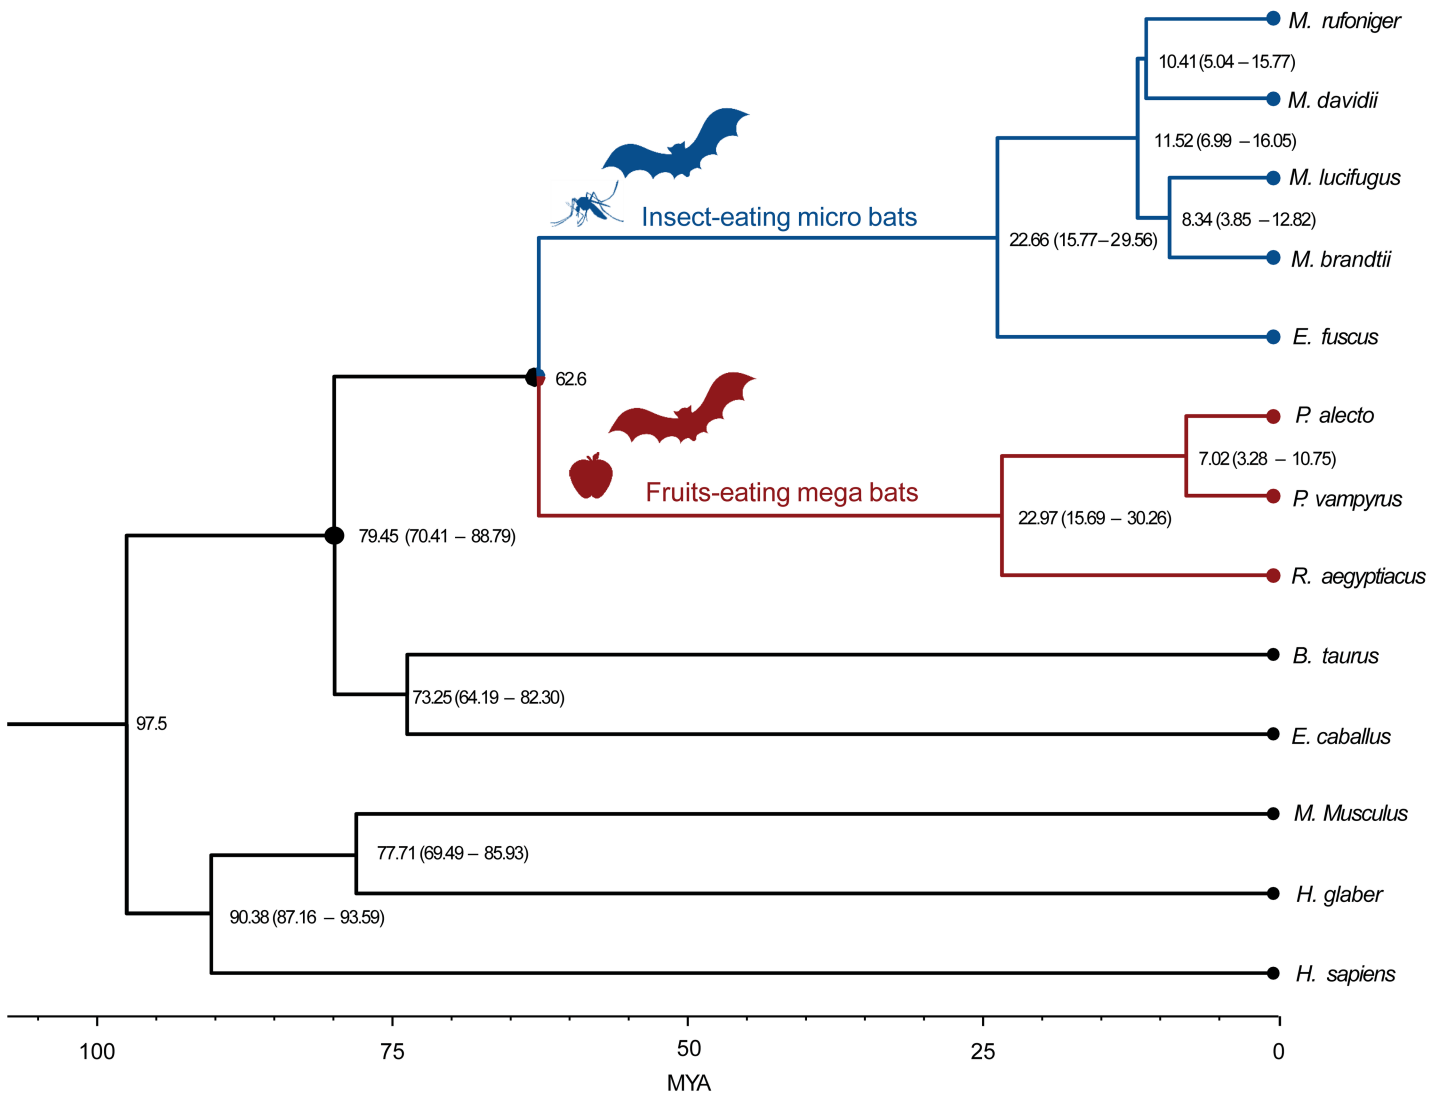 M. rufoniger
10.41 (5.04 – 15.77)
M. davidii
11.52 (6.99 – 16.05)
M. lucifugus
8.34 (3.85 – 12.82)
Insect-eating micro bats
22.66 (15.77 – 29.56)
M. brandtii
E. fuscus
62.6
P. alecto
7.02 (3.28 – 10.75)
Fruits-eating mega bats
P. vampyrus
22.97 (15.69 – 30.26)
79.45 (70.41 – 88.79)
R. aegyptiacus
B. taurus
73.25 (64.19 – 82.30)
97.5
E. caballus
M. Musculus
77.71 (69.49 – 85.93)
H. glaber
90.38 (87.16 – 93.59)
H. sapiens
100 75 50 25 0
MYA